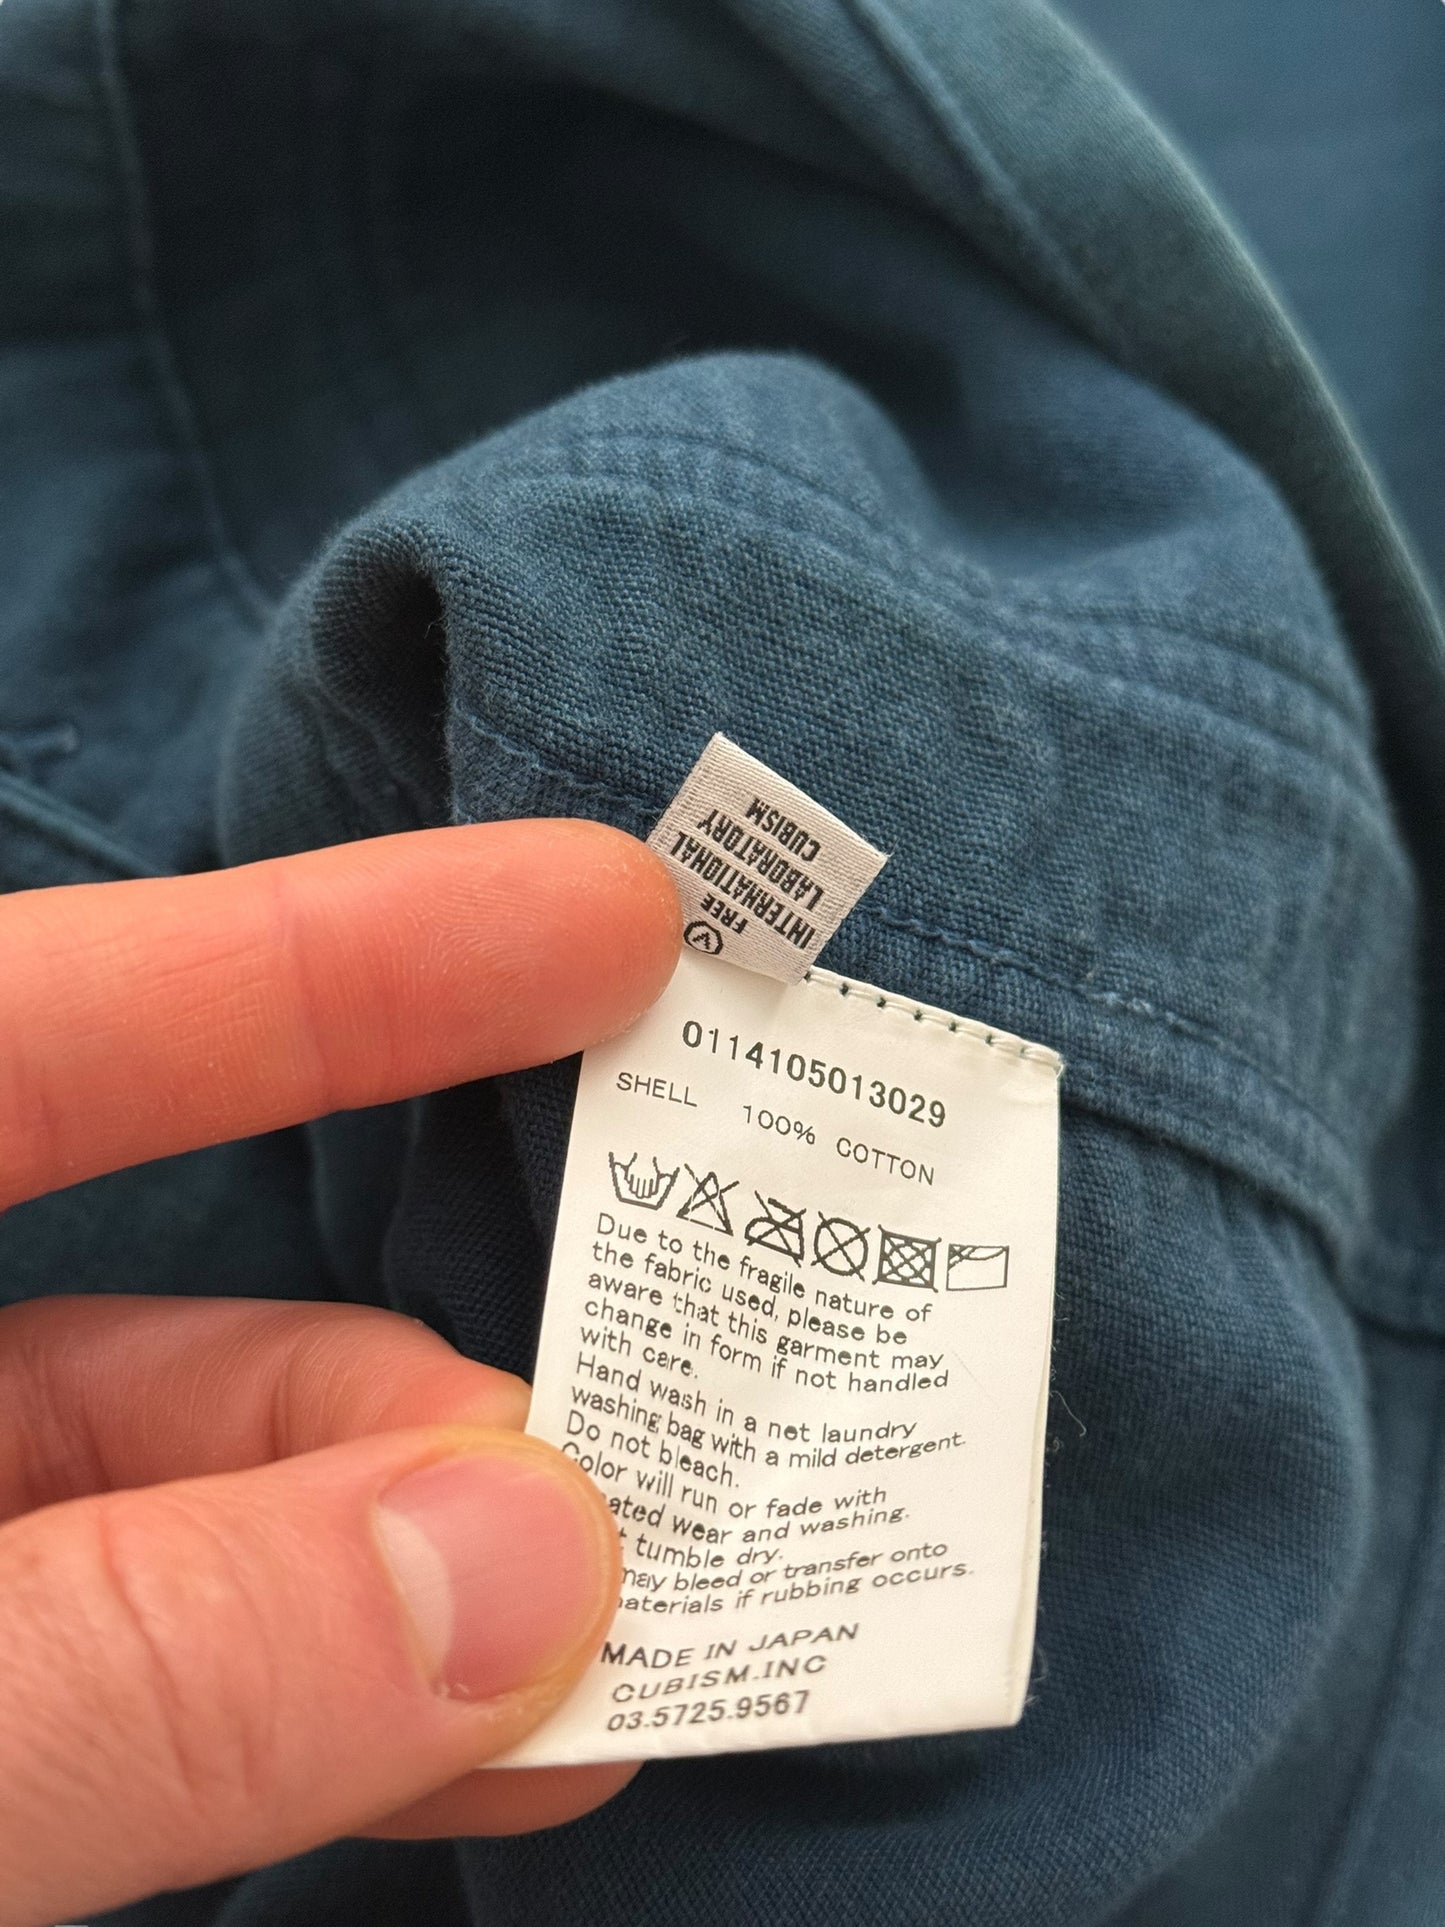 FREE
INTERNATIONAL
LABORATORY
CUBISM
0114105013029
SHELL 100% COTTON
Due to the fragile nature of
the fabric used, please be
aware that this garment may
change in form if not handled
with care.
Hand wash in a net laundry
washing bag with a mild detergent.
Do not bleach.
Color will run or fade with
ated wear and washing.
t tumble dry.
may bleed or transfer onto
aterials if rubbing occurs.
MADE IN JAPAN
CUBISM.INC
03.5725.9567